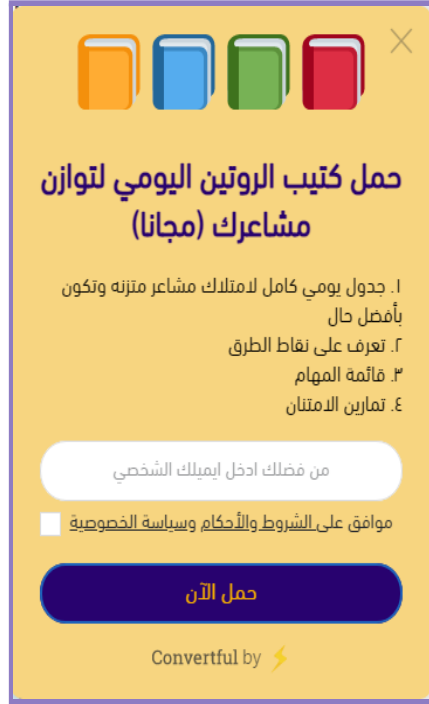 حمل كتيب الروتين اليومي لتوازن
مشاعرك (مجانا)
١. جدول يومي كامل لامتلاك مشاعر متزنه وتكون
بأفضل حال
٢. تعرف على نقاط الطرق
٣. قائمة المهام
٤. تمارين الامتنان
من فضلك ادخل ايميلك الشخصي
موافق على الشروط والأحكام وسياسة الخصوصية
حمل الآن
Convertful by